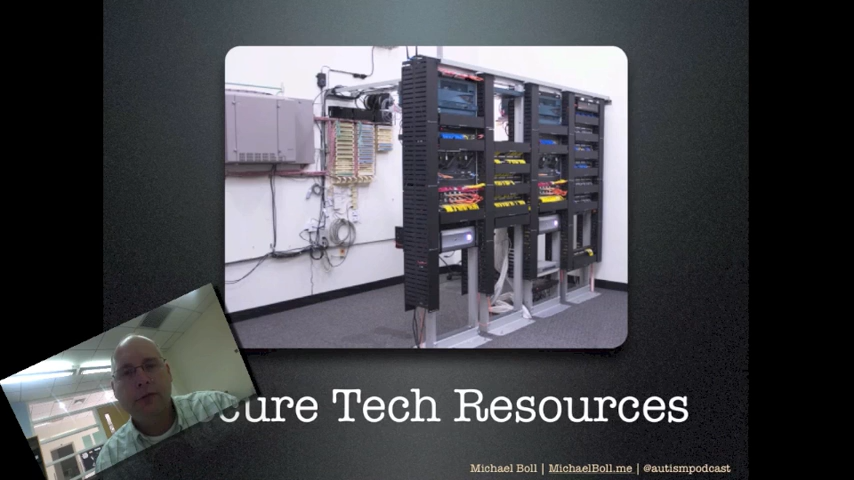 cure Tech Resources
Michael Boll | MichaelBoll.me | @autismpodcast